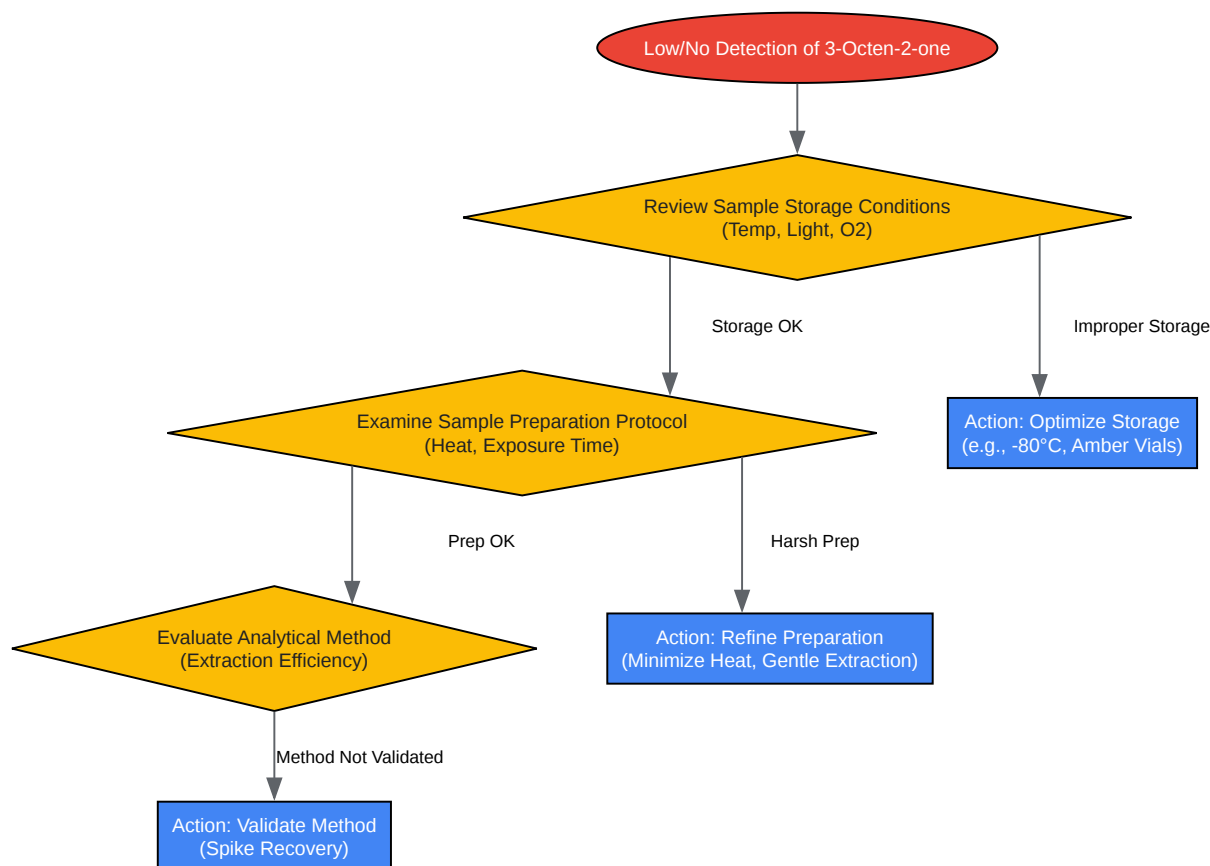 Low/No Detection of 3-Octen-2-one
Review Sample Storage Conditions
(Temp, Light, O2)
Storage OK
Improper Storage
Examine Sample Preparation Protocol
(Heat, Exposure Time)
Action: Optimize Storage
(e.g., -80°C, Amber Vials)
Prep OK
Harsh Prep
Evaluate Analytical Method
(Extraction Efficiency)
Action: Refine Preparation
(Minimize Heat, Gentle Extraction)
Method Not Validated
Action: Validate Method
(Spike Recovery)